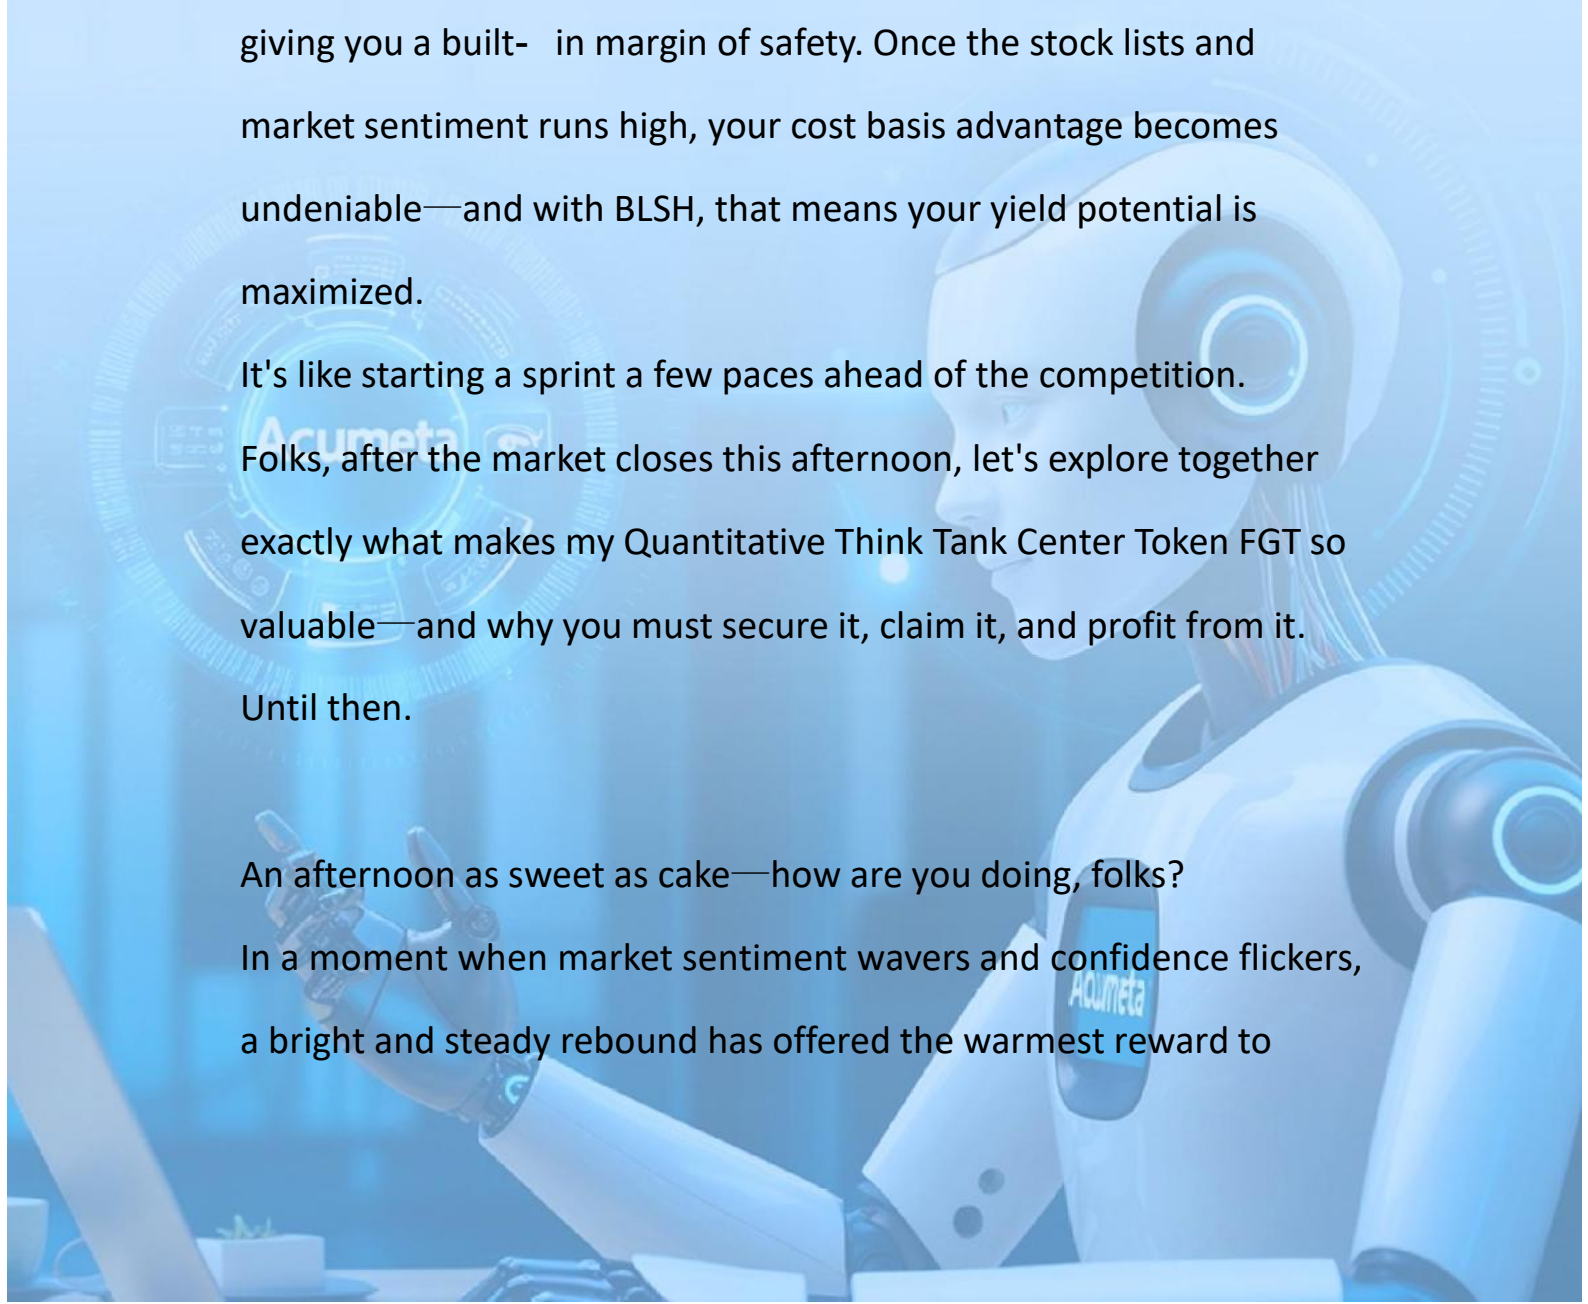 giving you a built- in margin of safety. Once the stock lists and
market sentiment runs high, your cost basis advantage becomes
undeniable—and with BLSH, that means your yield potential is
maximized.
It's like starting a sprint a few paces ahead of the competition.
Acumeta
Folks, after the market closes this afternoon, let's explore together
exactly what makes my Quantitative Think Tank Center Token FGT so
valuable—and why you must secure it, claim it, and profit from it.
Until then.
An afternoon as sweet as cake—how are you doing, folks?
In a moment when market sentiment wavers and confidence flickers,
Acumeta
a bright and steady rebound has offered the warmest reward to